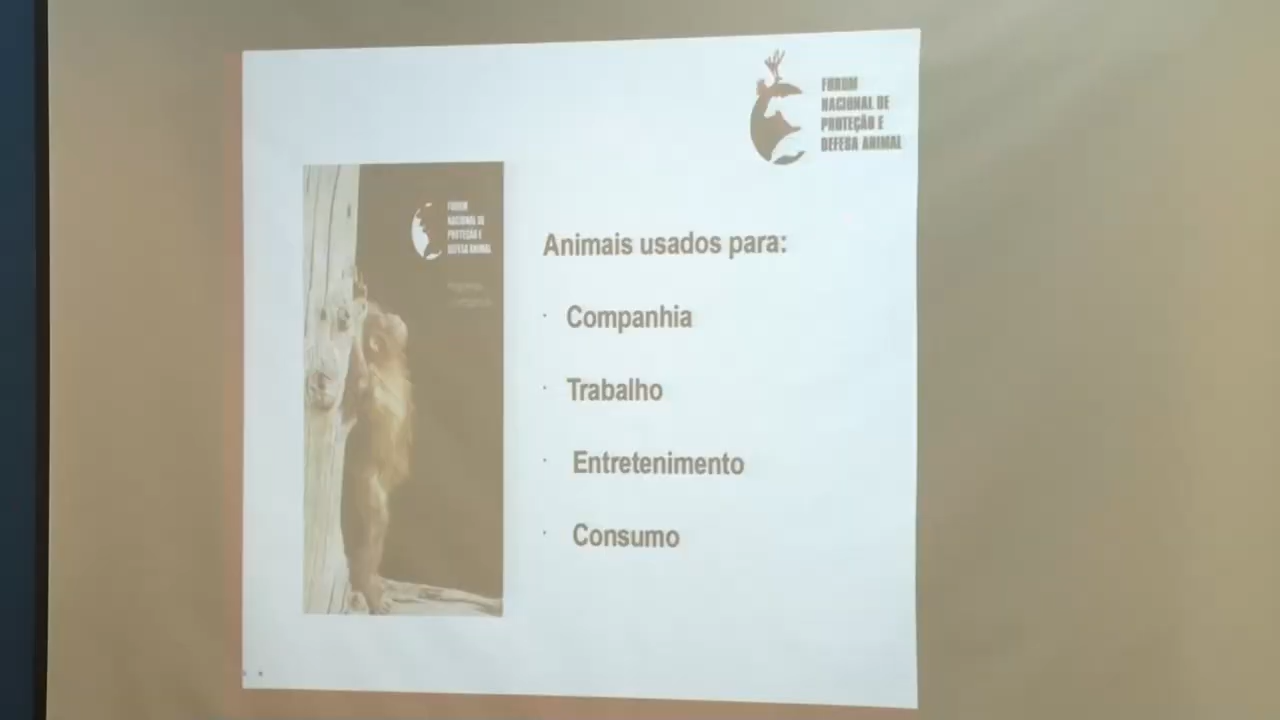 FORUM
NACIONAL DE
PROTEÇÃO E
DEFESA ANIMAL
FORUM
NACIONAL DE
PROTEÇÃO E
DEFESA ANIMAL
Animais usados para:
· Companhia
· Trabalho
· Entretenimento
· Consumo